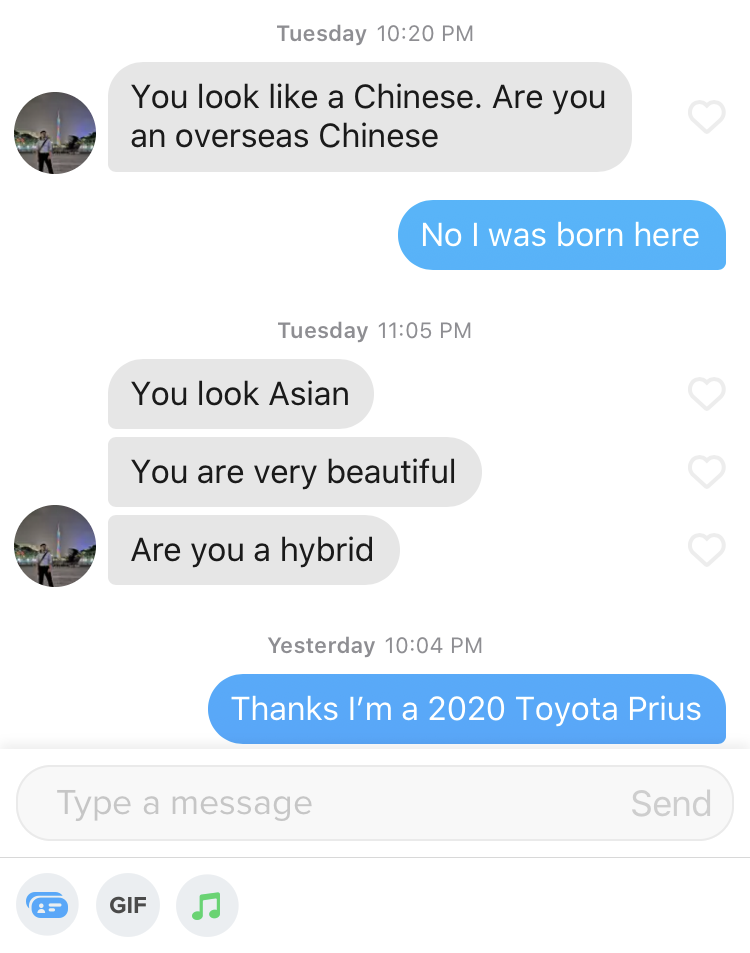 Tuesday 10:20 PM
You look like a Chinese. Are you
an overseas Chinese
No I was born here
Tuesday 11:05 PM
You look Asian
You are very beautiful
Are you a hybrid
Yesterday 10:04 PM
Thanks I’m a 2020 Toyota Prius
Type a message Send
GIF